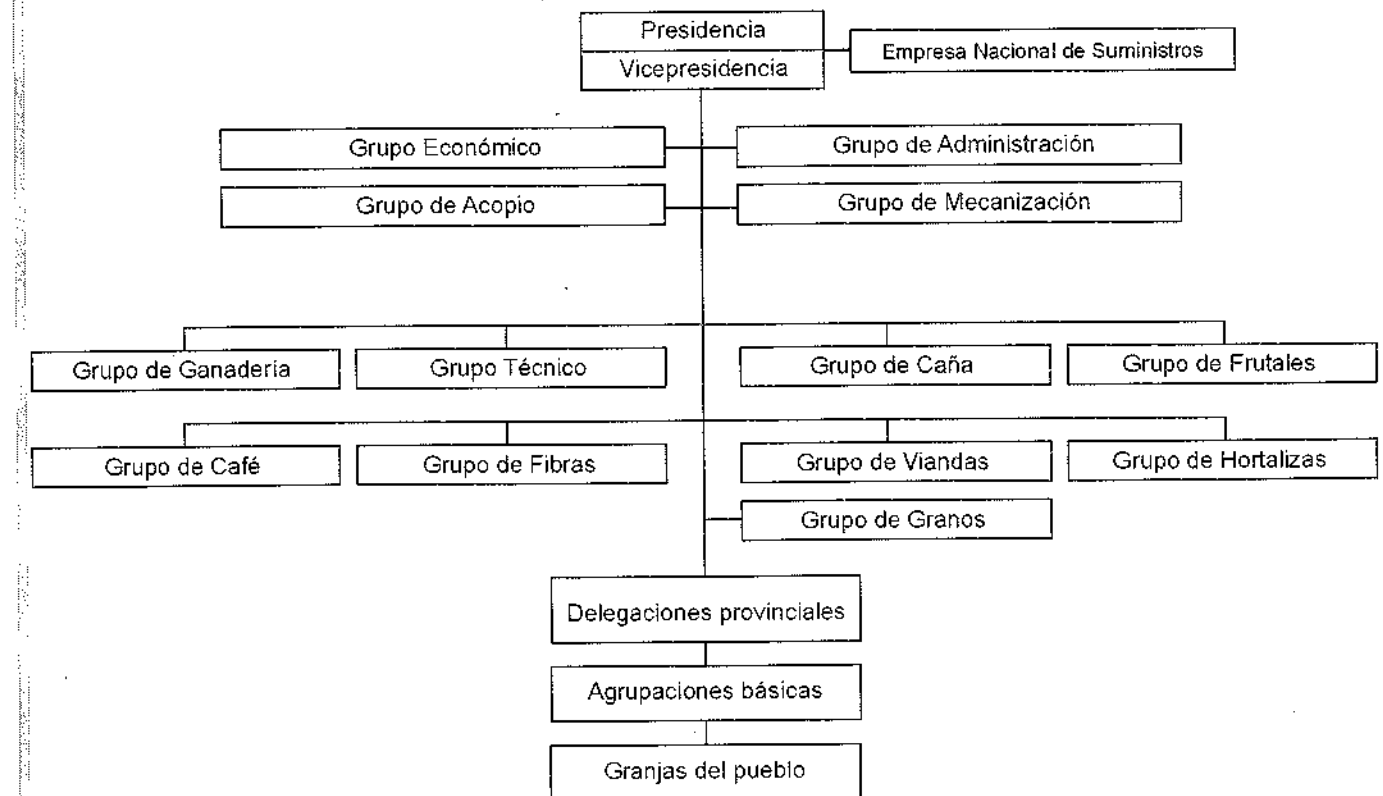 Presidencia
Vicepresidencia
Empresa Nacional de Suministros
Grupo Económico
Grupo de Administración
Grupo de Acopio
Grupo de Mecanización
Grupo de Ganadería
Grupo Técnico
Grupo de Caña
Grupo de Frutales
Grupo de Café
Grupo de Fibras
Grupo de Viandas
Grupo de Hortalizas
Grupo de Granos
Delegaciones provinciales
Agrupaciones básicas
Granjas del pueblo